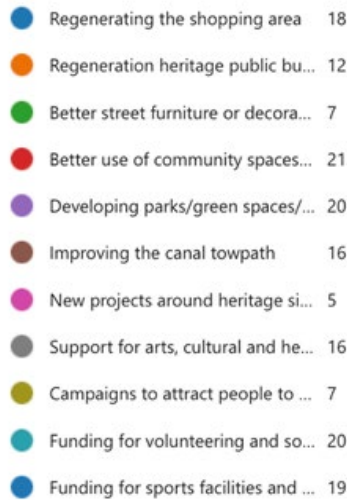 Regenerating the shopping area 18
Regeneration heritage public bu... 12
Better street furniture or decora... 7
Better use of community spaces... 21
Developing parks/green spaces/... 20
Improving the canal towpath 16
New projects around heritage si... 5
Support for arts, cultural and he... 16
Campaigns to attract people to ... 7
Funding for volunteering and so... 20
Funding for sports facilities and ... 19